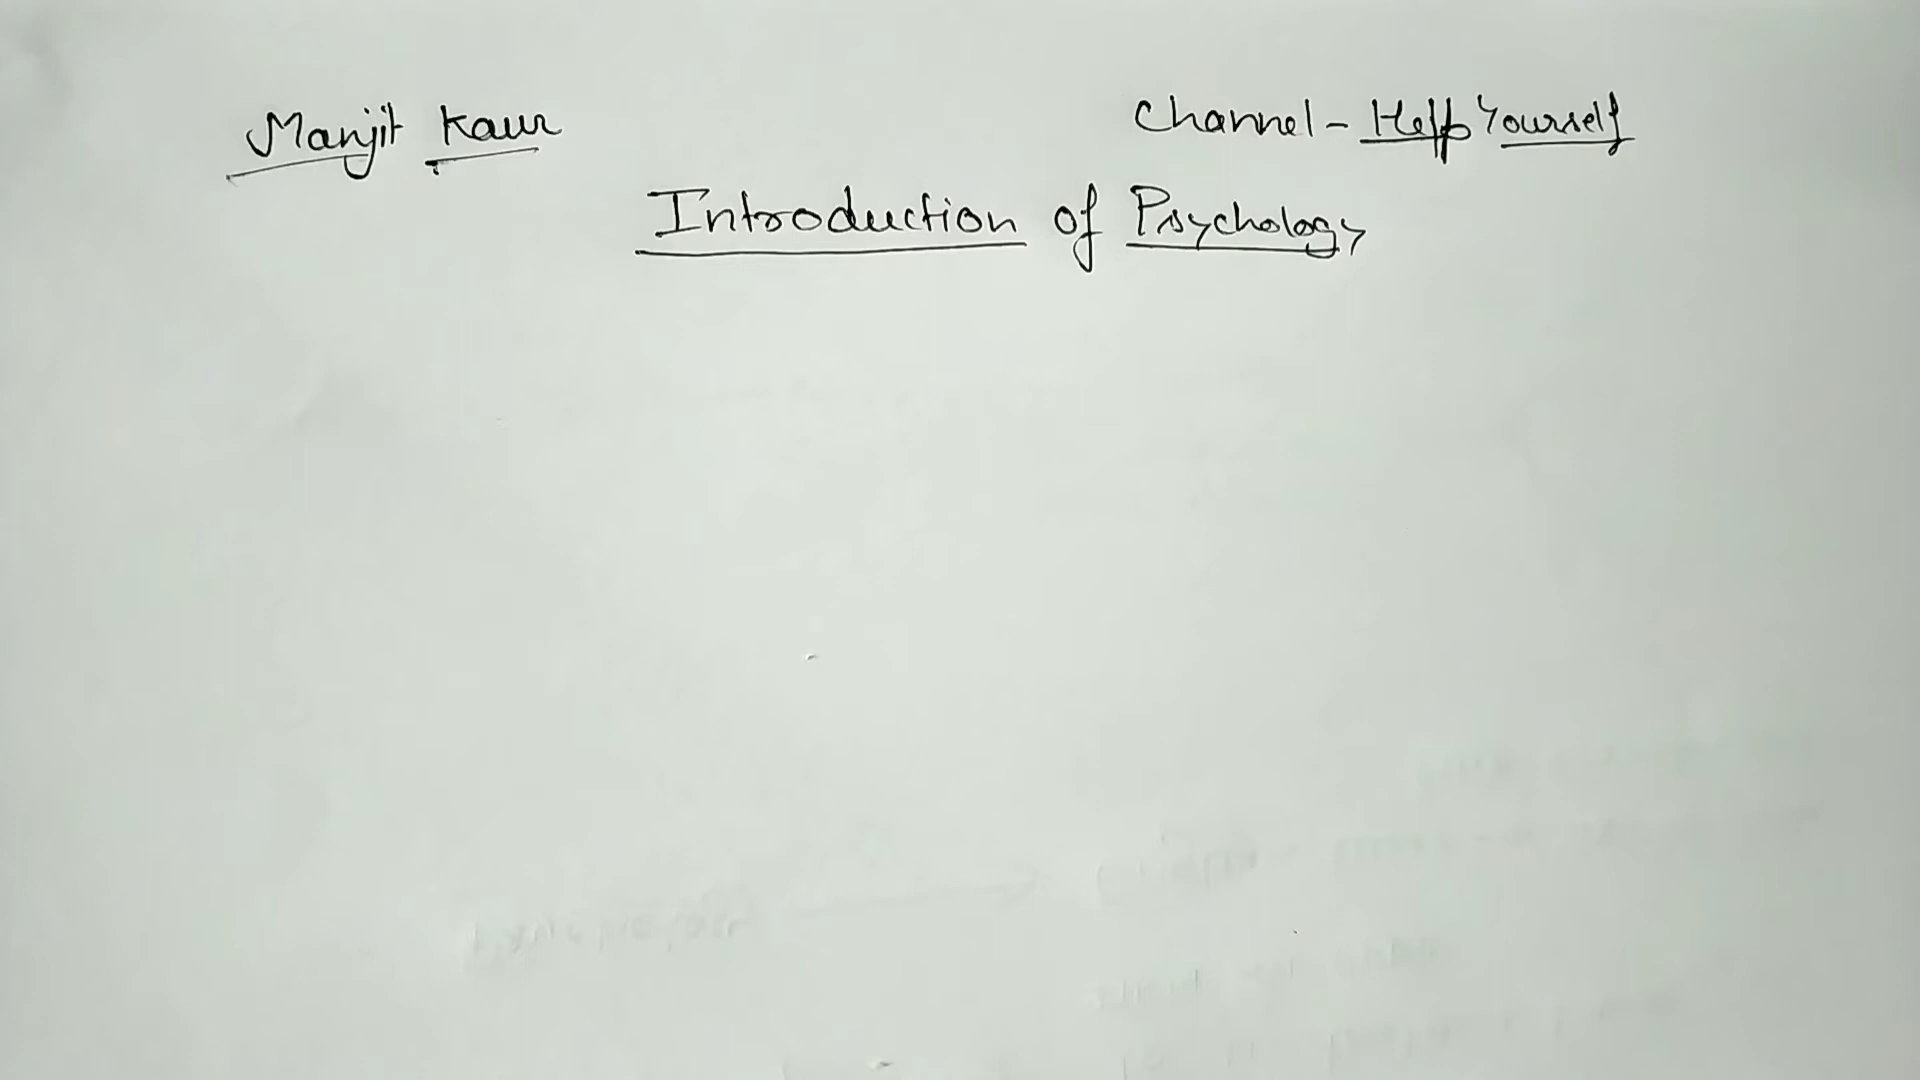 Manjit Kaur
Channel - Help Yourself
Introduction of Psychology